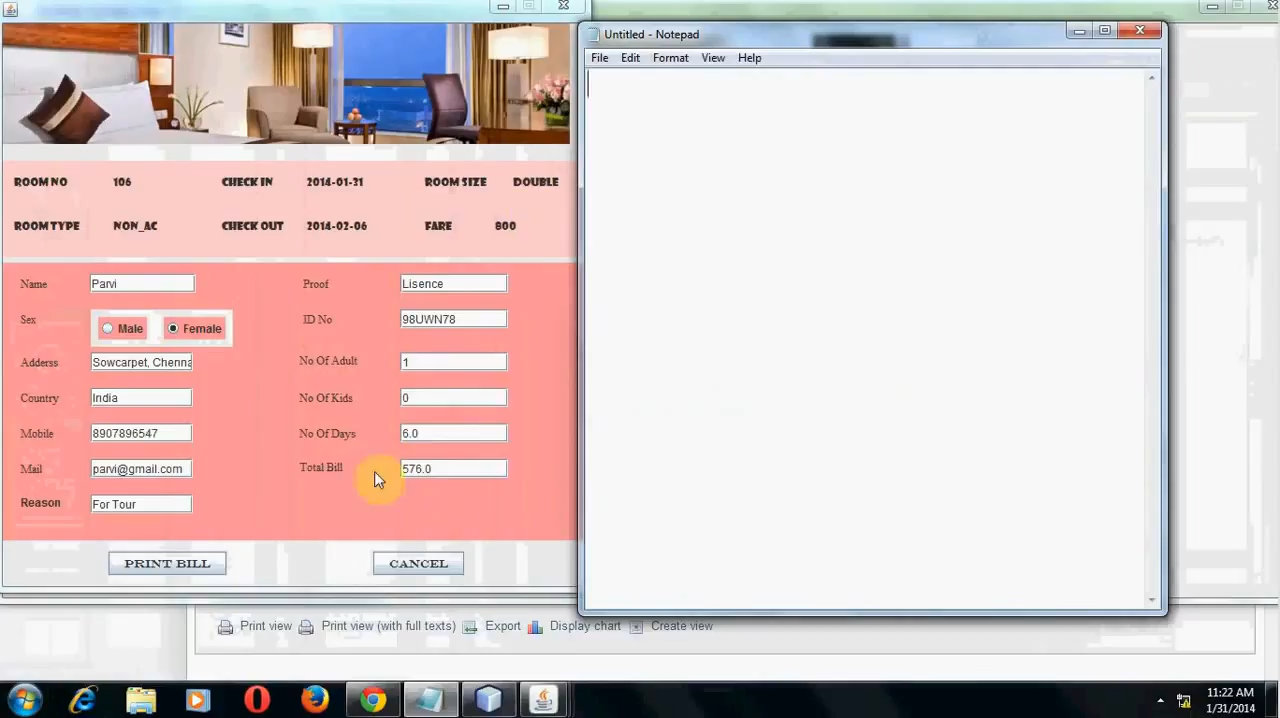 Untitled - Notepad
File Edit Format View Help
ROOM NO 106 CHECK IN 2014-01-31 ROOM SIZE DOUBLE
ROOM TYPE NON_AC CHECK OUT 2014-02-06 FARE 800
Name Parvi Proof Lisence
Sex Male Female ID No 98UWN78
Adderss Sowcarpet, Chenna No Of Adult 1
Country India No Of Kids 0
Mobile 8907896547 No Of Days 6.0
Mail parvi@gmail.com Total Bill 576.0
Reason For Tour
PRINT BILL CANCEL
Print view Print view (with full texts) Export Display chart Create view
11:22 AM
1/31/2014